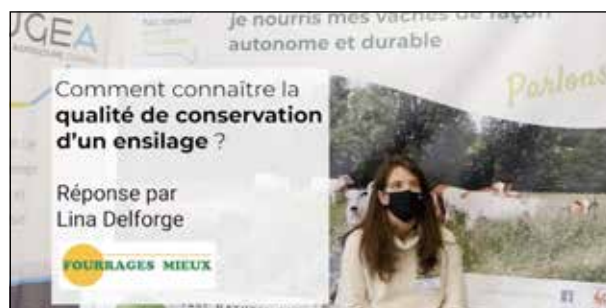 je nourris mes vaches de façon
autonome et durable
Parlons
Comment connaître la
qualité de conservation
d'un ensilage ?
Réponse par
Lina Delforge
FOURRAGES MIEUX